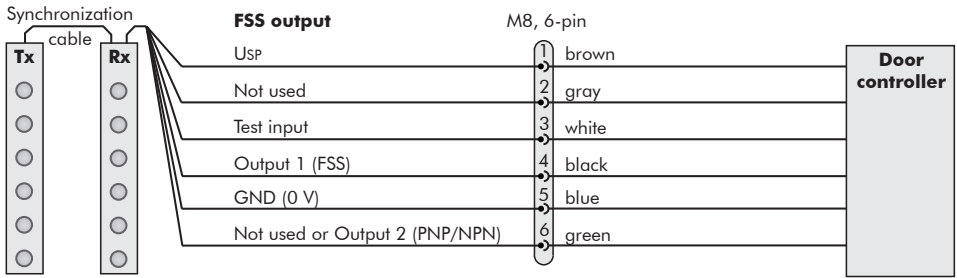 Synchronization
cable
FSS output
M8, 6-pin
Tx
Rx
USP
1
brown
Door
controller
Not used
2
gray
Test input
3
white
Output 1 (FSS)
4
black
GND (0 V)
5
blue
Not used or Output 2 (PNP/NPN)
6
green